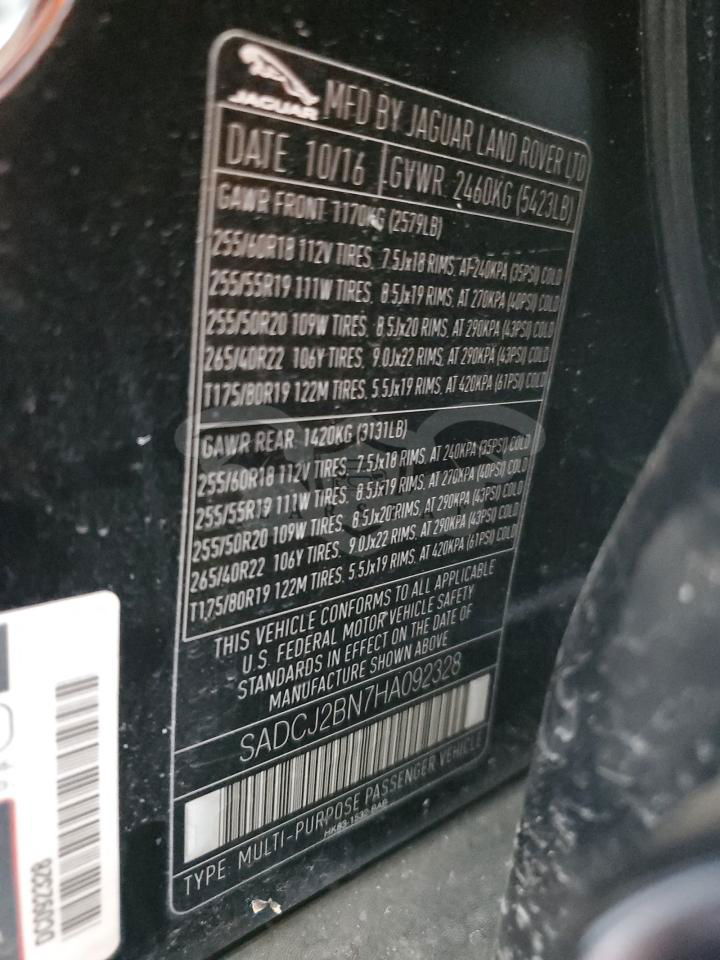 JAGUAR
MFD BY JAGUAR LAND ROVER LTD
DATE 10/16 GVWR 2460KG (5423LB)
GAWR FRONT 1170KG (2579LB)
255/60R18 112V TIRES, 7.5Jx18 RIMS, AT 240KPA (35PSI) COLD
255/55R19 111W TIRES, 8.5Jx19 RIMS, AT 270KPA (40PSI) COLD
255/50R20 109W TIRES, 8.5Jx20 RIMS, AT 290KPA (43PSI) COLD
265/40R22 106Y TIRES, 9.0Jx22 RIMS, AT 290KPA (43PSI) COLD
T175/80R19 122M TIRES, 5.5Jx19 RIMS, AT 420KPA (61PSI) COLD
GAWR REAR 1420KG (3131LB)
255/60R18 112V TIRES, 7.5Jx18 RIMS, AT 240KPA (35PSI) COLD
255/55R19 111W TIRES, 8.5Jx19 RIMS, AT 270KPA (40PSI) COLD
255/50R20 109W TIRES, 8.5Jx20 RIMS, AT 290KPA (43PSI) COLD
265/40R22 106Y TIRES, 9.0Jx22 RIMS, AT 290KPA (43PSI) COLD
T175/80R19 122M TIRES, 5.5Jx19 RIMS, AT 420KPA (61PSI) COLD
THIS VEHICLE CONFORMS TO ALL APPLICABLE
U.S. FEDERAL MOTOR VEHICLE SAFETY
STANDARDS IN EFFECT ON THE DATE OF
MANUFACTURE SHOWN ABOVE
SADCJ2BN7HA092328
TYPE: MULTI-PURPOSE PASSENGER VEHICLE
00092328